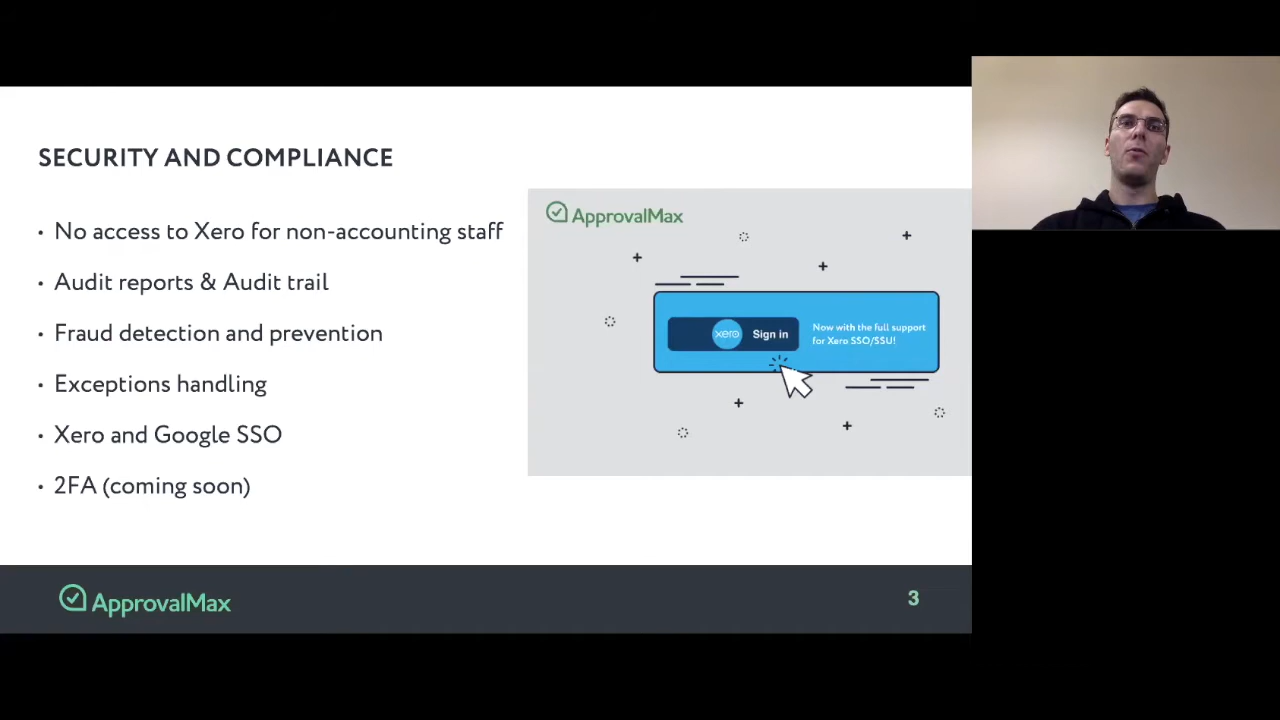 SECURITY AND COMPLIANCE
• No access to Xero for non-accounting staff
• Audit reports & Audit trail
• Fraud detection and prevention
• Exceptions handling
• Xero and Google SSO
• 2FA (coming soon)
ApprovalMax
xero Sign in
Now with the full support
for Xero SSO/SSU!
ApprovalMax
3